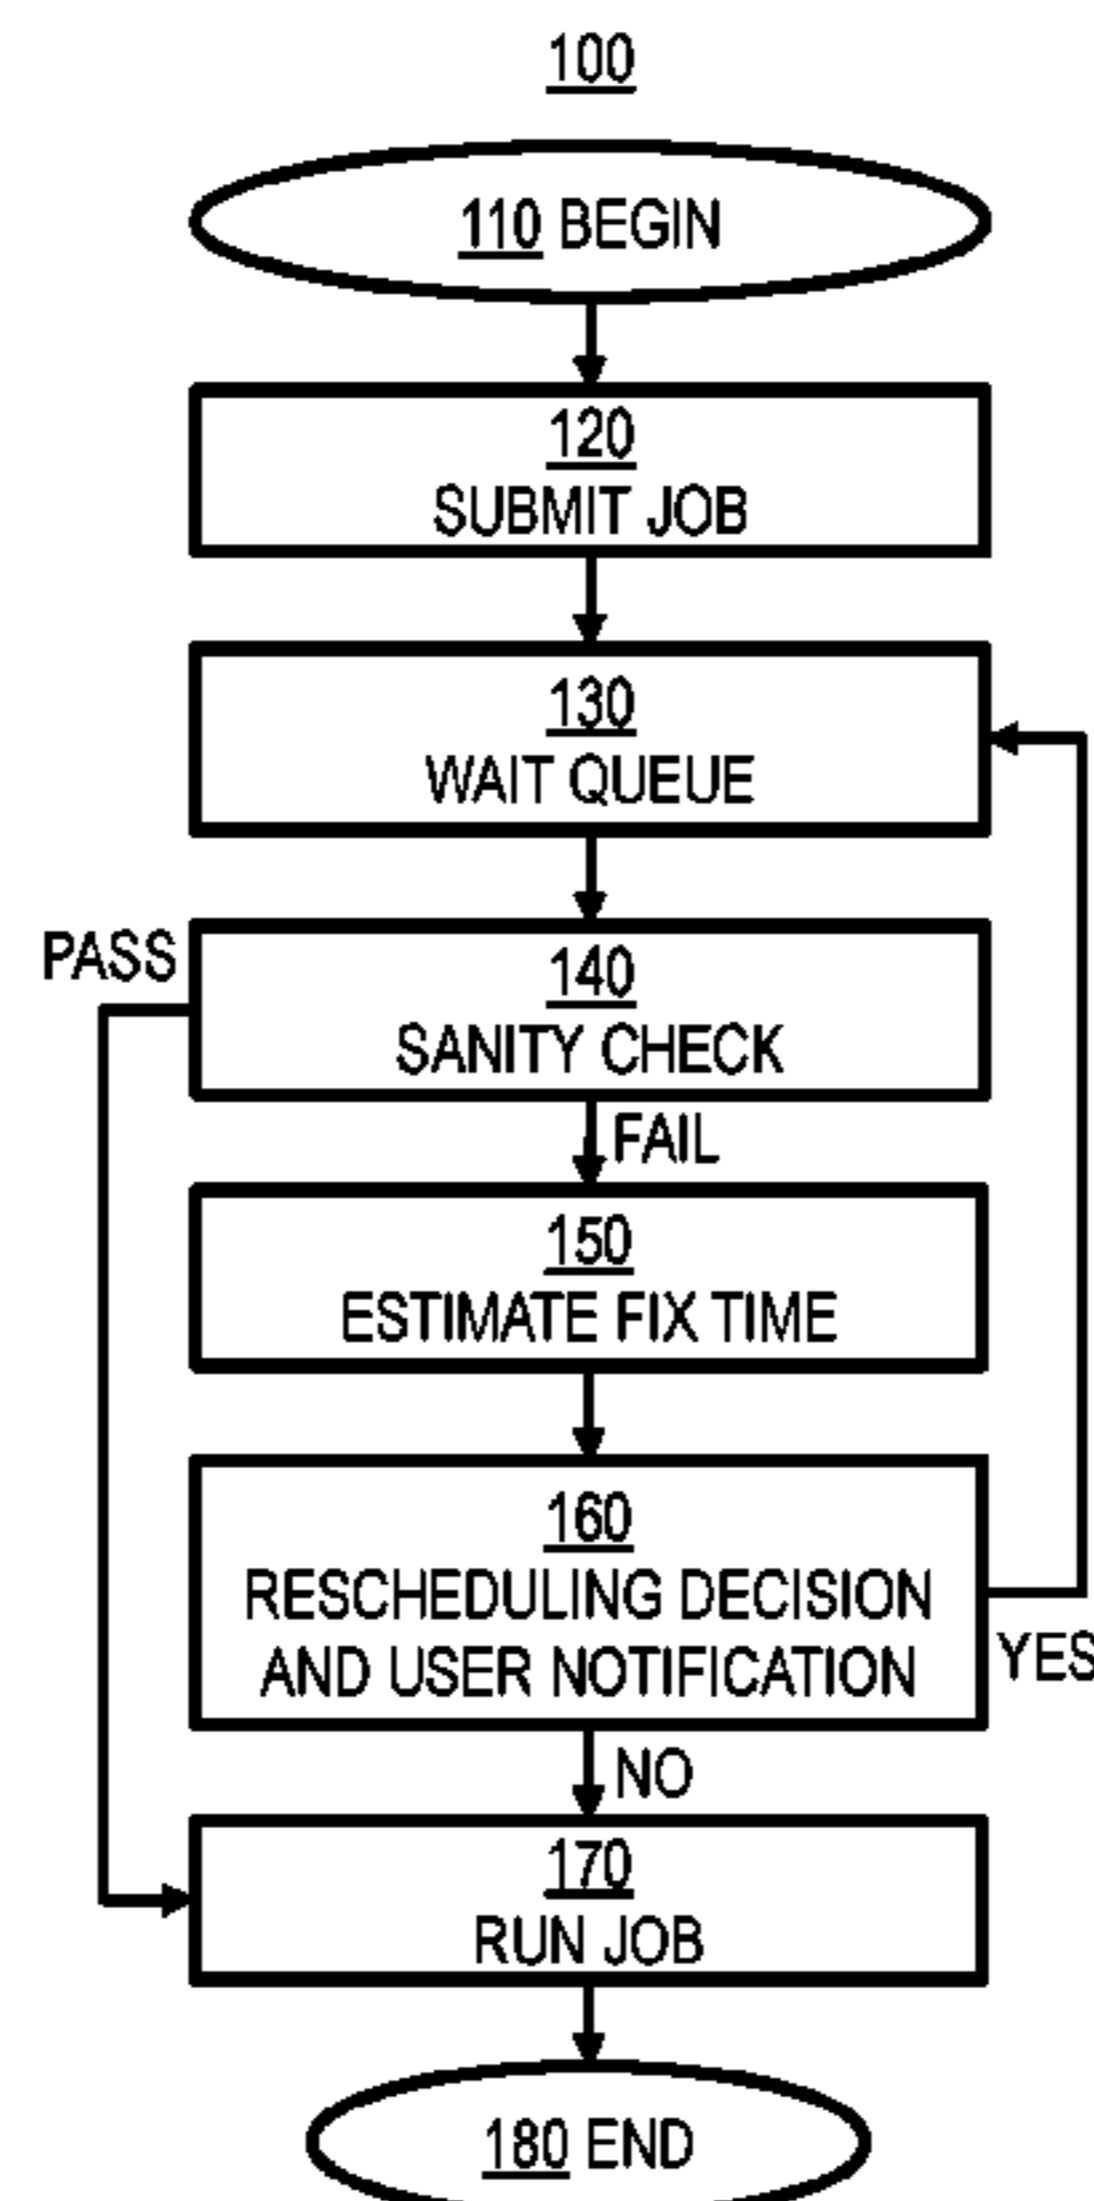 100
110 BEGIN
120
SUBMIT JOB
130
WAIT QUEUE
PASS
140
SANITY CHECK
FAIL
150
ESTIMATE FIX TIME
160
RESCHEDULING DECISION
AND USER NOTIFICATION
YES
NO
170
RUN JOB
180 END